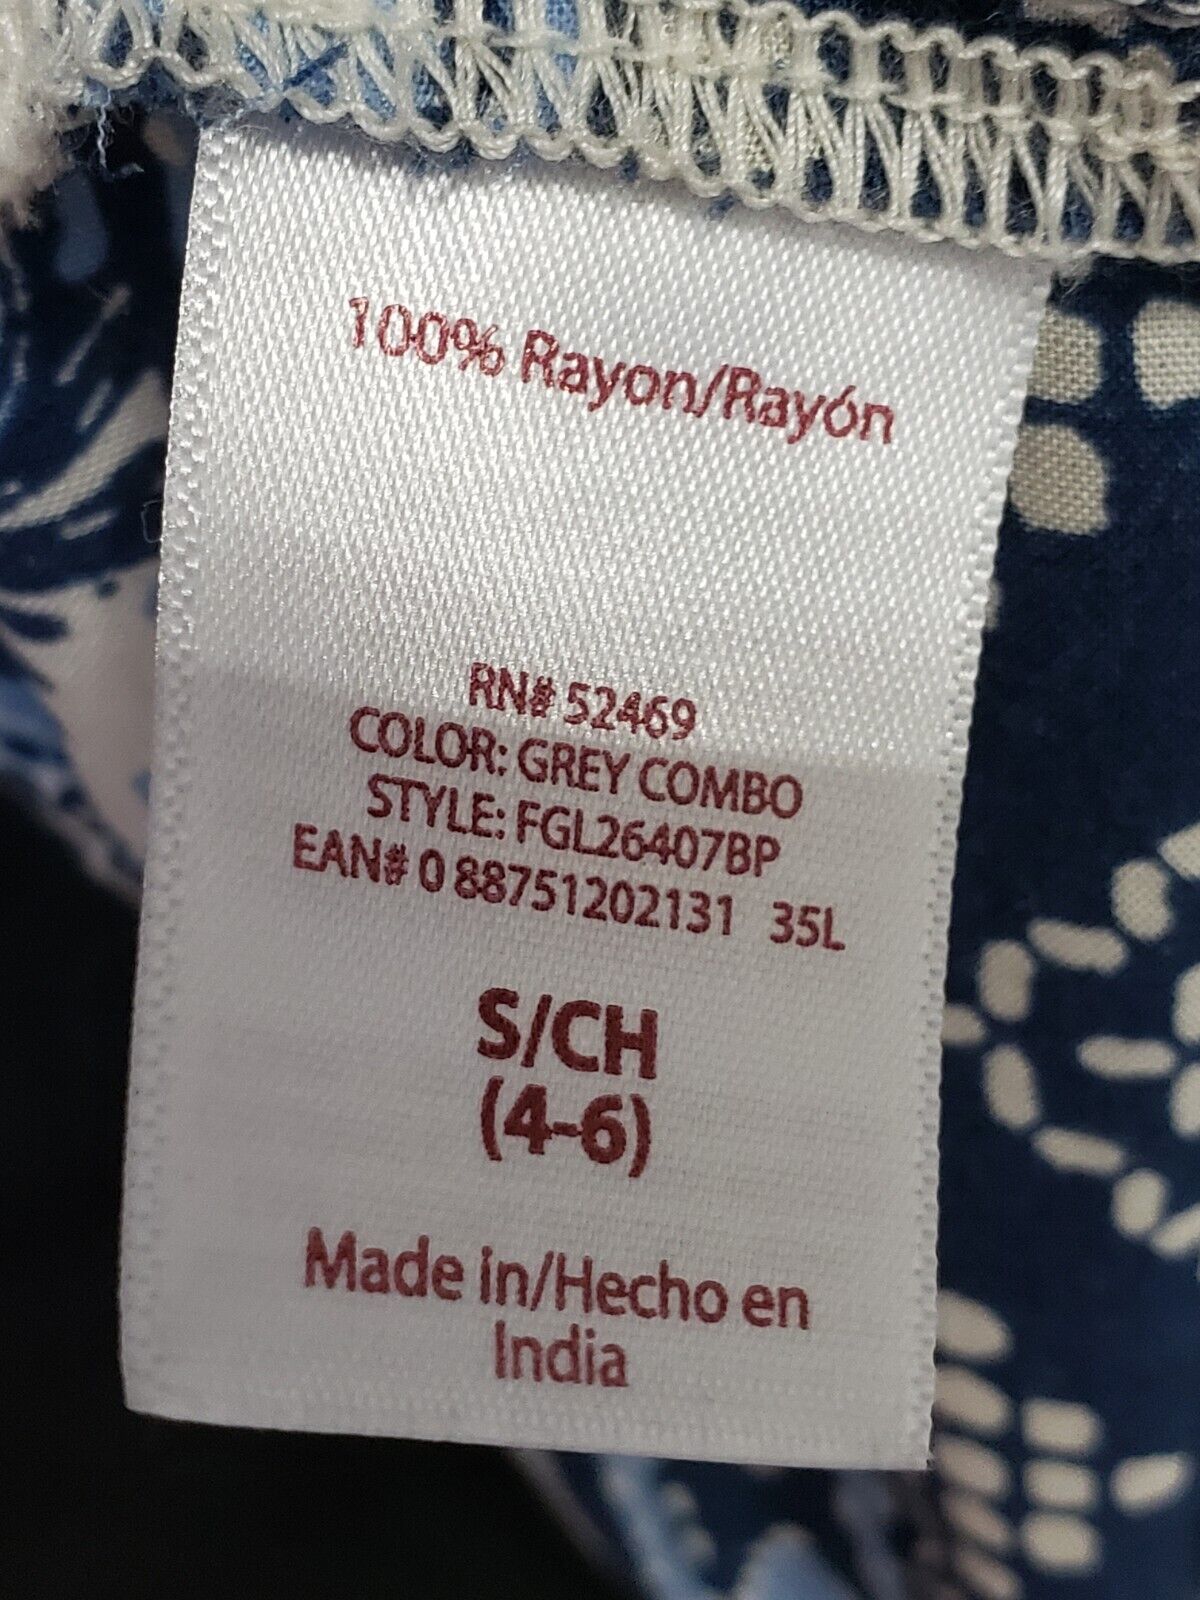 100% Rayon/Rayón
RN# 52469
COLOR: GREY COMBO
STYLE: FGL26407BP
EAN# 0 88751202131 35L
S/CH
(4-6)
Made in/Hecho en
India